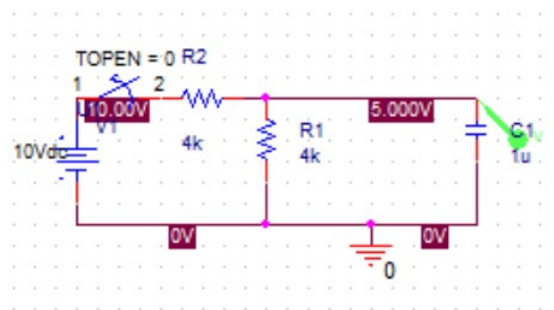 TOPEN = 0 R2
1 2
10.00V
V1
5.000V
4k
R1
4k
C1
1u
10Vdc
0V
0V
0